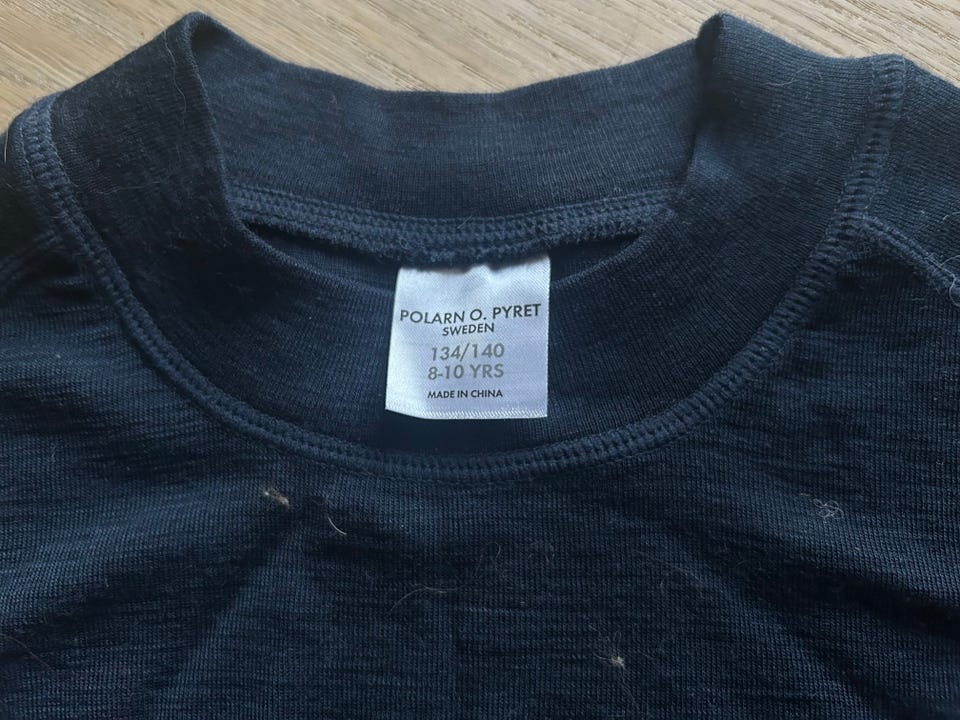 POLARN O. PYRET
SWEDEN
134/140
8-10 YRS
MADE IN CHINA